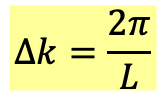 Δk = 2π / L